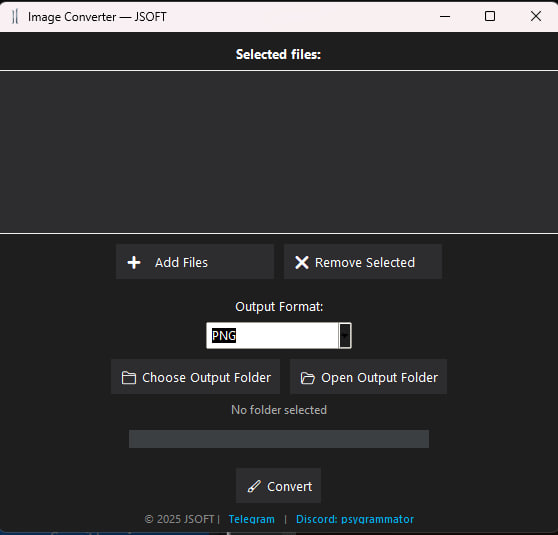 Image Converter — JSOFT
Selected files:
Add Files Remove Selected
Output Format:
PNG
Choose Output Folder Open Output Folder
No folder selected
Convert
© 2025 JSOFT | Telegram | Discord: psygrammator